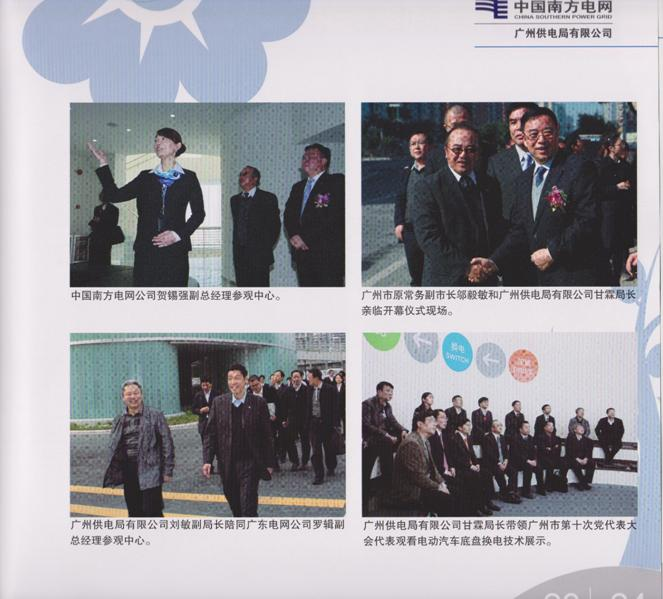 中国南方电网
CHINA SOUTHERN POWER GRID
广州供电局有限公司
中国南方电网公司贺锡强副总经理参观中心。
广州市原常务副市长邬毅敏和广州供电局有限公司甘霖局长
亲临开幕仪式现场。
换电
SWITCH
广州供电局有限公司刘敏副局长陪同广东电网公司罗辑副
总经理参观中心。
广州供电局有限公司甘霖局长带领广州市第十次党代表大
会代表观看电动汽车底盘换电技术展示。